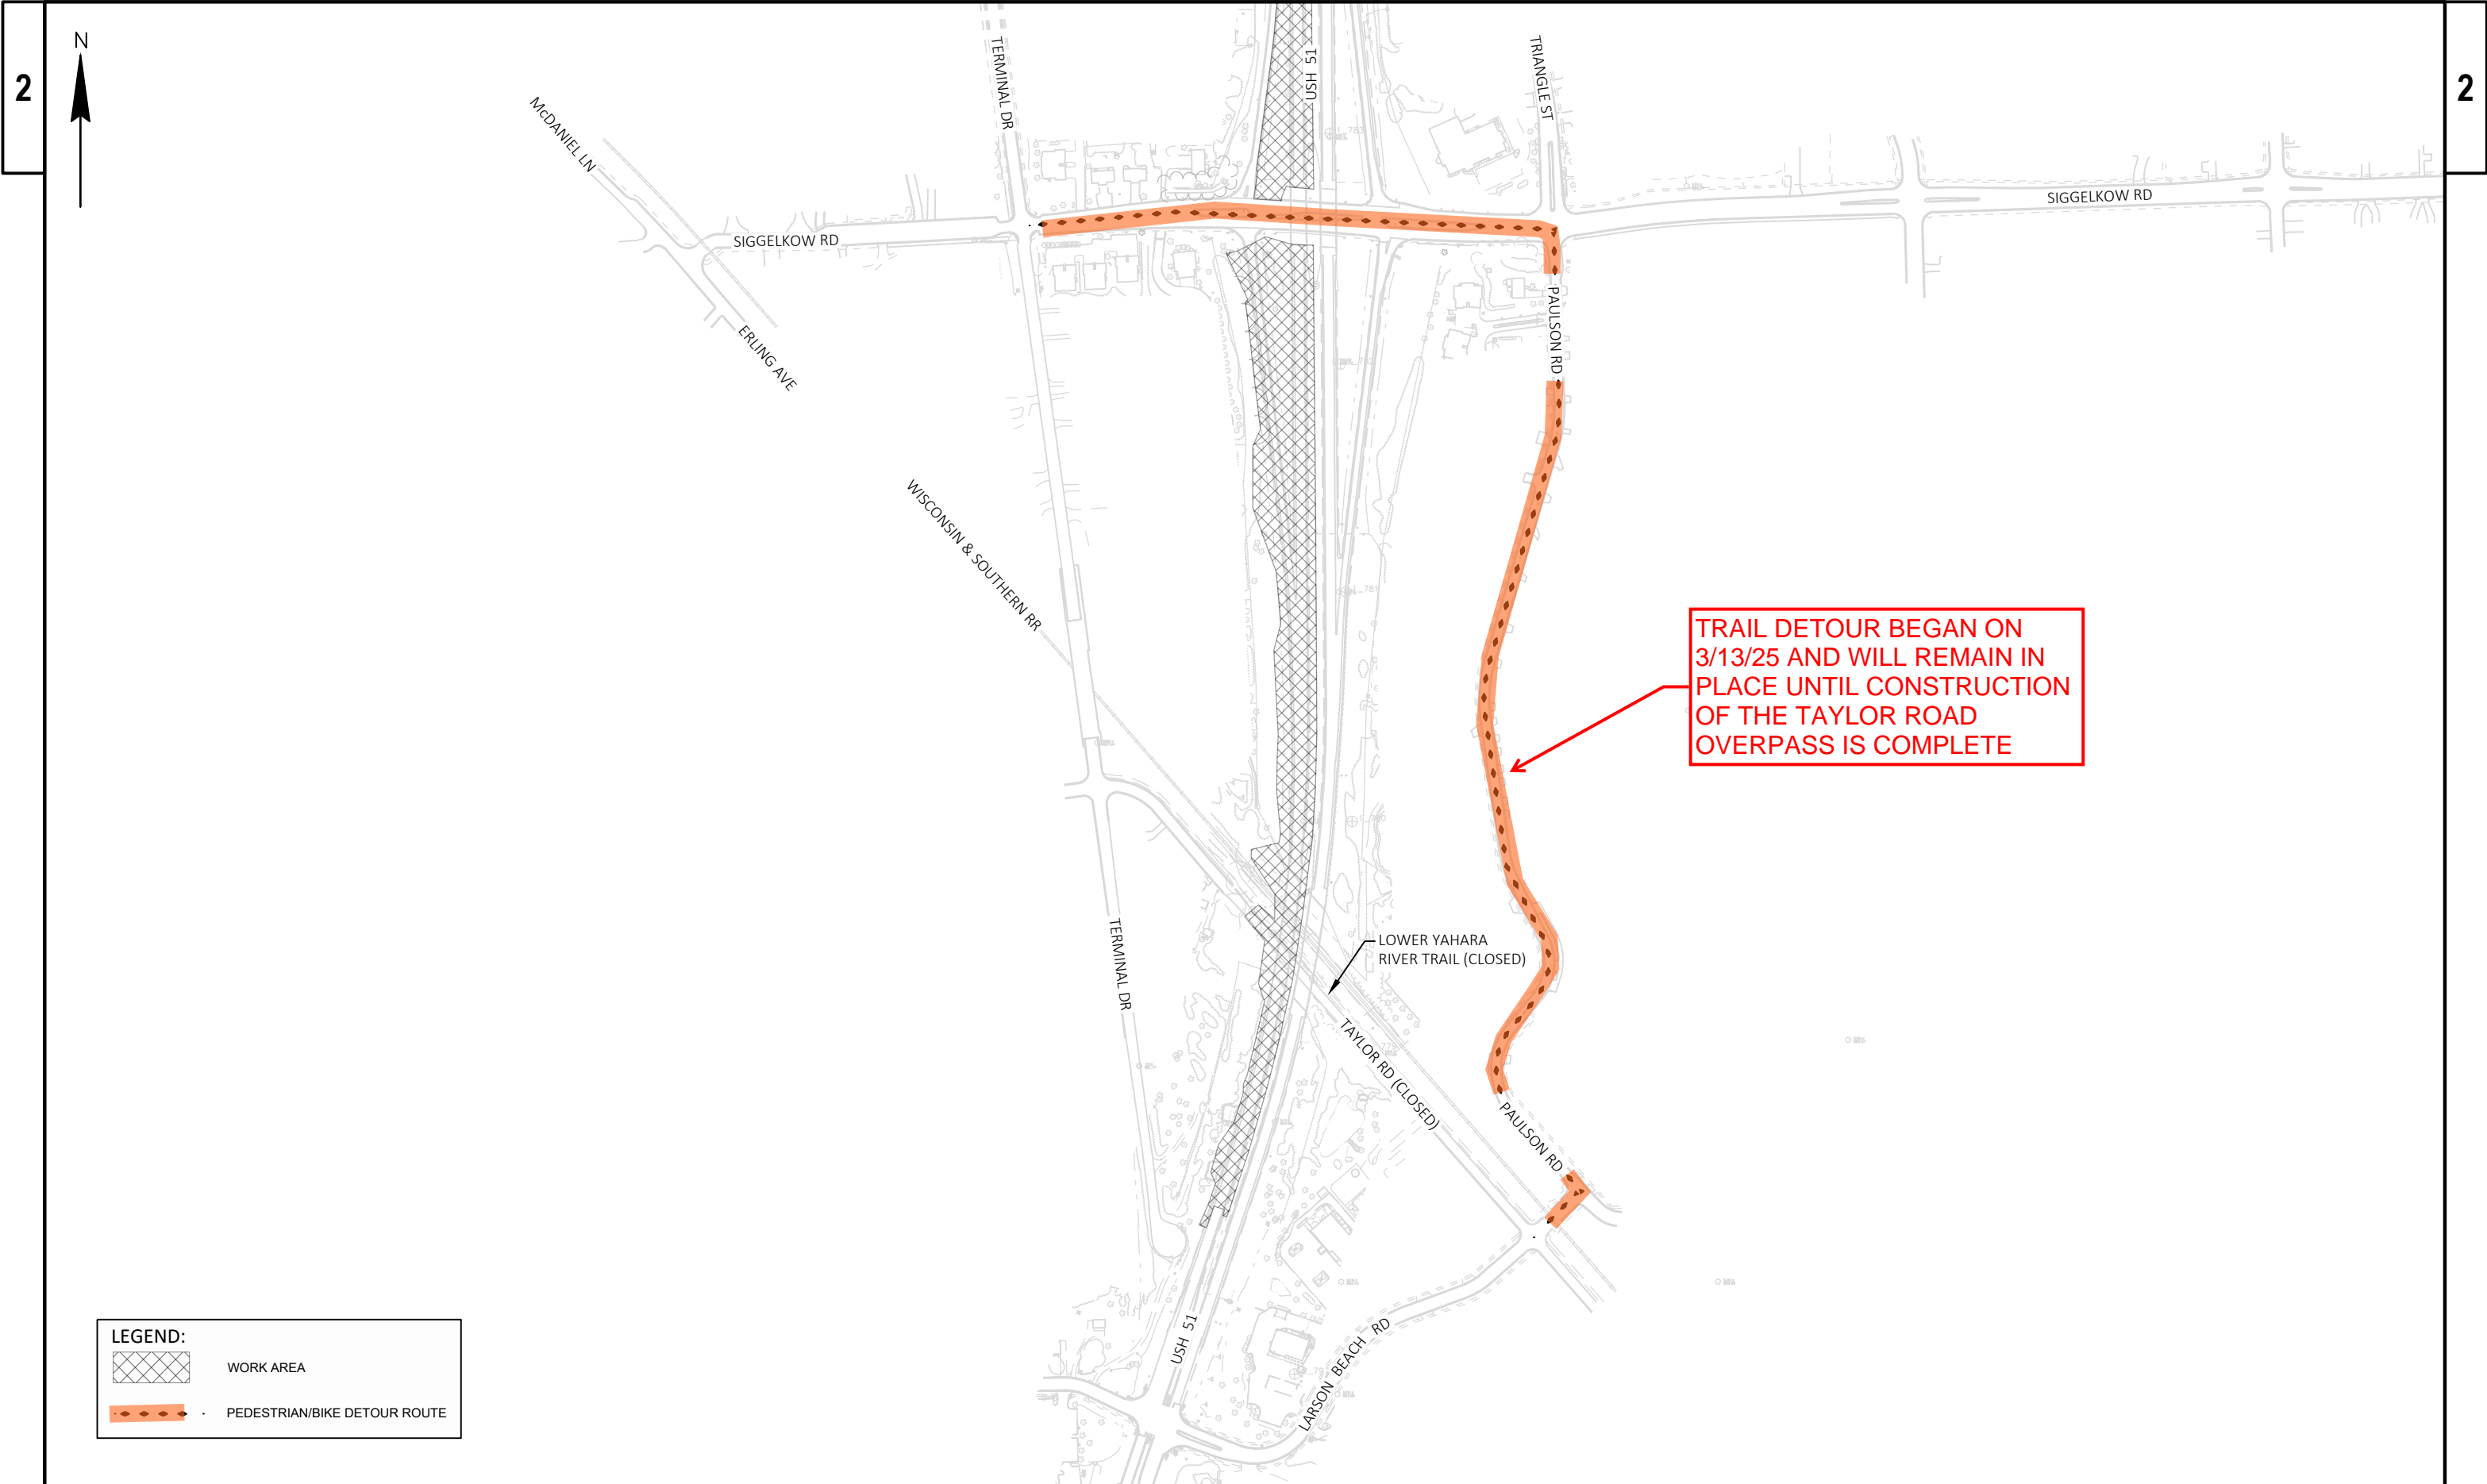 2
2
N
TERMINAL DR
USH 51
TRIANGLE ST
McDANIEL LN
SIGGELKOW RD
SIGGELKOW RD
PAULSON RD
ERLING AVE
WISCONSIN & SOUTHERN RR
TRAIL DETOUR BEGAN ON
3/13/25 AND WILL REMAIN IN
PLACE UNTIL CONSTRUCTION
OF THE TAYLOR ROAD
OVERPASS IS COMPLETE
TERMINAL DR
LOWER YAHARA
RIVER TRAIL (CLOSED)
TAYLOR RD (CLOSED)
PAULSON RD
USH 51
LARSON BEACH RD
LEGEND:
WORK AREA
PEDESTRIAN/BIKE DETOUR ROUTE